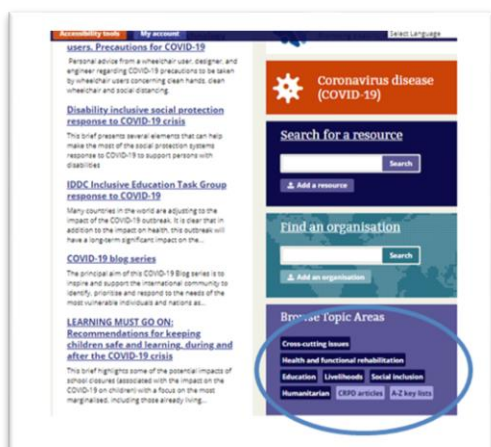 Accessibility tools
My account
Select Language
users. Precautions for COVID-19
Personal advice from a wheelchair user, designer, and
engineer regarding COVID-19 precautions to be taken
by wheelchair users concerning clean hands, clean
wheelchair and social distancing.
Disability inclusive social protection
response to COVID-19 crisis
This brief presents several elements that can help
make the most of the social protection systems
response to COVID-19 to support persons with
disabilities
IDDC Inclusive Education Task Group
response to COVID-19
Many countries in the world are adjusting to the
impact of the COVID-19 outbreak. It is clear that in
addition to the impact on health, this outbreak will
have a long-term significant impact on the...
COVID-19 blog series
The principal aim of this COVID-19 Blog series is to
inspire and support the international community to
identify, prioritise and respond to the needs of the
most vulnerable individuals and nations as...
LEARNING MUST GO ON:
Recommendations for keeping
children safe and learning, during and
after the COVID-19 crisis
This brief highlights some of the potential impacts of
school closures (associated with the impact on the
COVID-19 on children) with a focus on the most
marginalised, including those already living...
Coronavirus disease
(COVID-19)
Search for a resource
Search
Add a resource
Find an organisation
Search
Add an organisation
Browse Topic Areas
Cross-cutting issues
Health and functional rehabilitation
Education Livelihoods Social inclusion
Humanitarian CRPD articles A-Z key lists